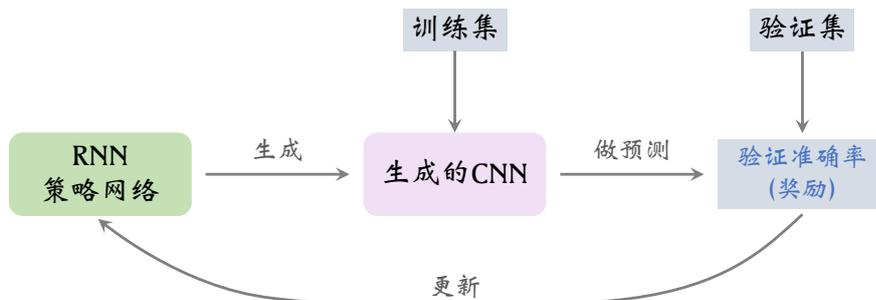 训练集
验证集
RNN
策略网络
生成
生成的CNN
做预测
验证准确率
(奖励)
更新